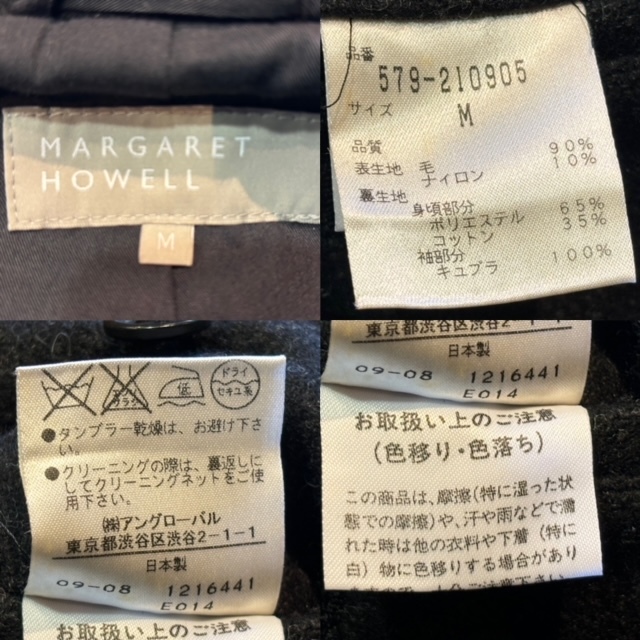 MARGARET
HOWELL
M
品番
579-210905
サイズ
M
品質
表生地 毛 90%
ナイロン 10%
裏生地
身頃部分
ポリエステル 65%
コットン 35%
袖部分
キュプラ 100%
低
ドライ
セキユ系
●タンブラー乾燥は、お避け下さ
い。
●クリーニングの際は、裏返しに
してクリーニングネットをご使
用下さい。
㈱アングローバル
東京都渋谷区渋谷2-1-1
日本製
09-08 1216441
E014
お取扱い上のご注意
東京都渋谷区渋谷2-1-1
日本製
09-08 1216441
E014
お取扱い上のご注意
(色移り・色落ち)
この商品は、摩擦(特に湿った状
態での摩擦)や、汗や雨などで濡
れた時は他の衣料や下着(特に
白)物に色移りする場合があり